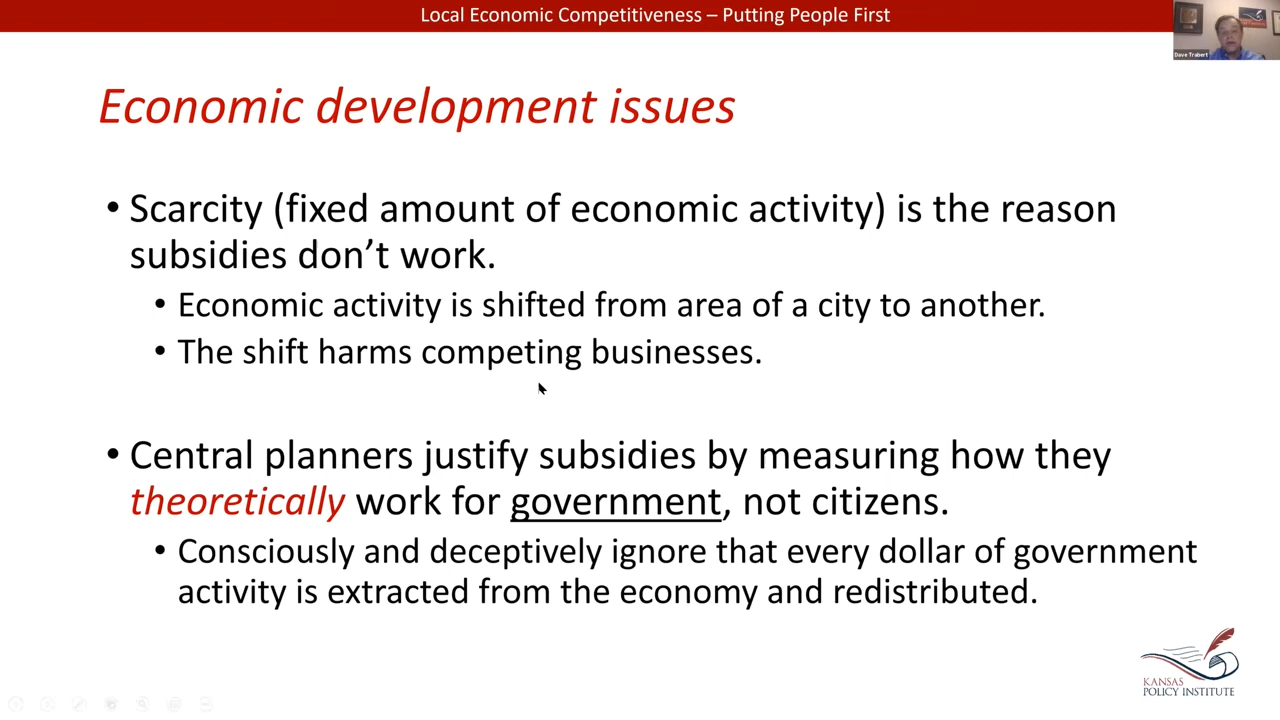 Local Economic Competitiveness – Putting People First
Dave Trabert
Economic development issues
• Scarcity (fixed amount of economic activity) is the reason
subsidies don’t work.
• Economic activity is shifted from area of a city to another.
• The shift harms competing businesses.
• Central planners justify subsidies by measuring how they
theoretically work for government, not citizens.
• Consciously and deceptively ignore that every dollar of government
activity is extracted from the economy and redistributed.
KANSAS
POLICY INSTITUTE